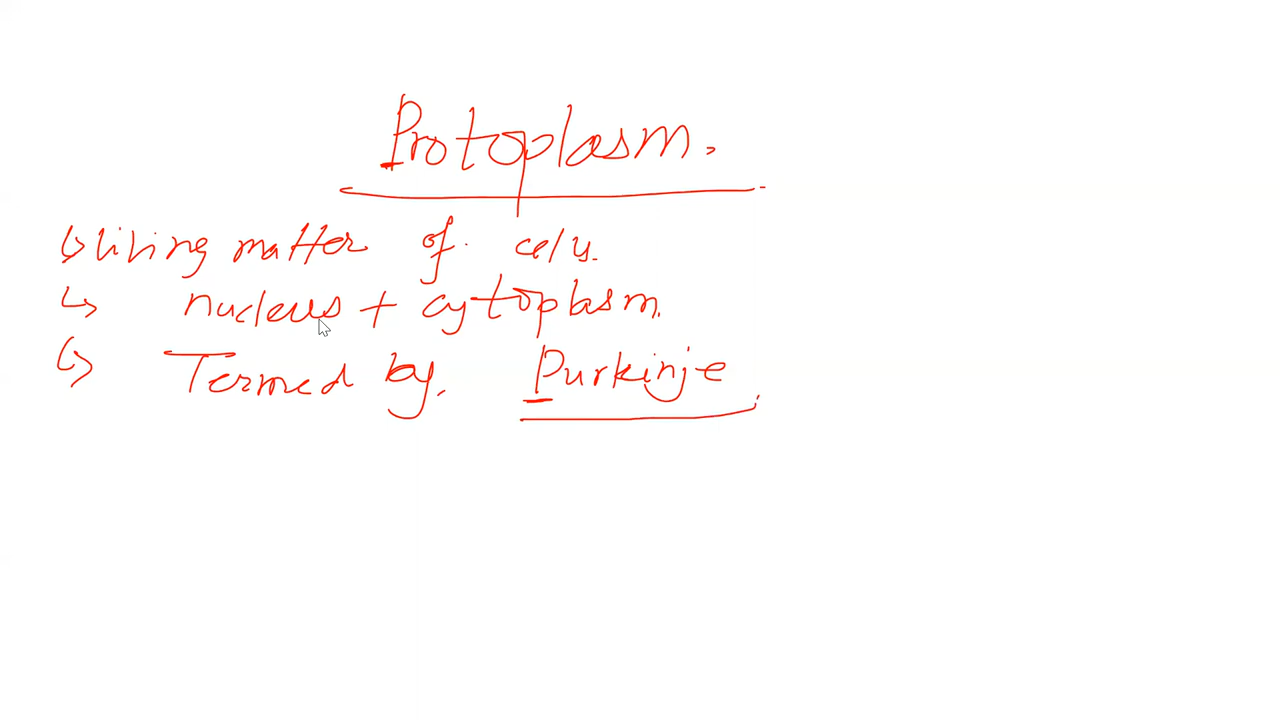 Protoplasm.
↳ Living matter of cells.
↳ nucleus + cytoplasm.
↳ Termed by. Purkinje